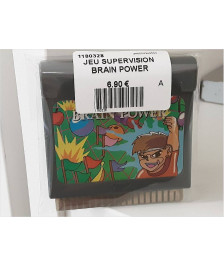 1190328
JEU SUPERVISION
BRAIN POWER
6.90 €
A
BRAIN POWER